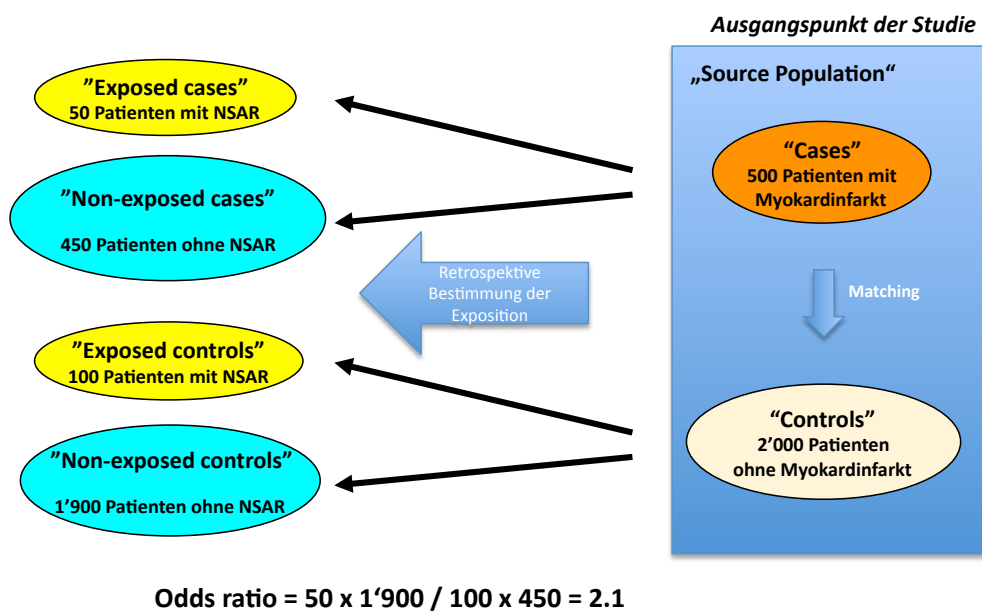 Ausgangspunkt der Studie
„Source Population“
“Cases”
500 Patienten mit
Myokardinfarkt
Matching
“Controls”
2’000 Patienten
ohne Myokardinfarkt
”Exposed cases”
50 Patienten mit NSAR
”Non-exposed cases”
450 Patienten ohne NSAR
Retrospektive
Bestimmung der
Exposition
”Exposed controls”
100 Patienten mit NSAR
”Non-exposed controls”
1’900 Patienten ohne NSAR
Odds ratio = 50 x 1‘900 / 100 x 450 = 2.1